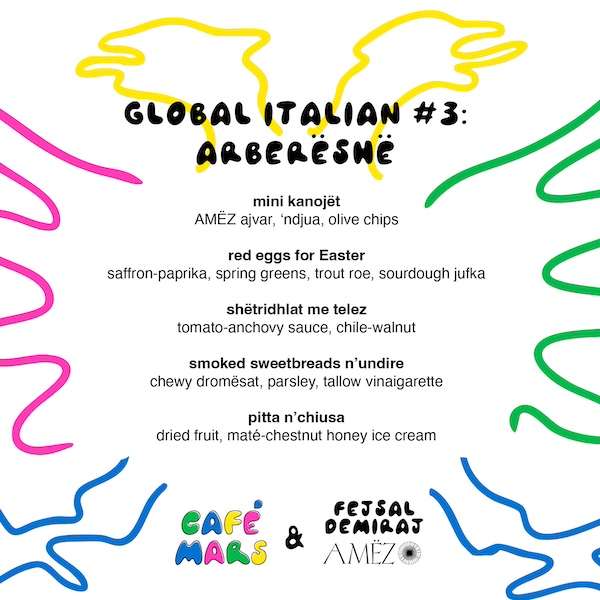 GLOBAL ITALIAN #3:
ARBERËSHË
mini kanojët
AMËZ ajvar, ‘ndjua, olive chips
red eggs for Easter
saffron-paprika, spring greens, trout roe, sourdough jufka
shëtridhlat me telez
tomato-anchovy sauce, chile-walnut
smoked sweetbreads n’undire
chewy dromësat, parsley, tallow vinaigarette
pitta n’chiusa
dried fruit, maté-chestnut honey ice cream
CAFÉ
MARS
&
FEJSAL
DEMIRAJ
AMËZ